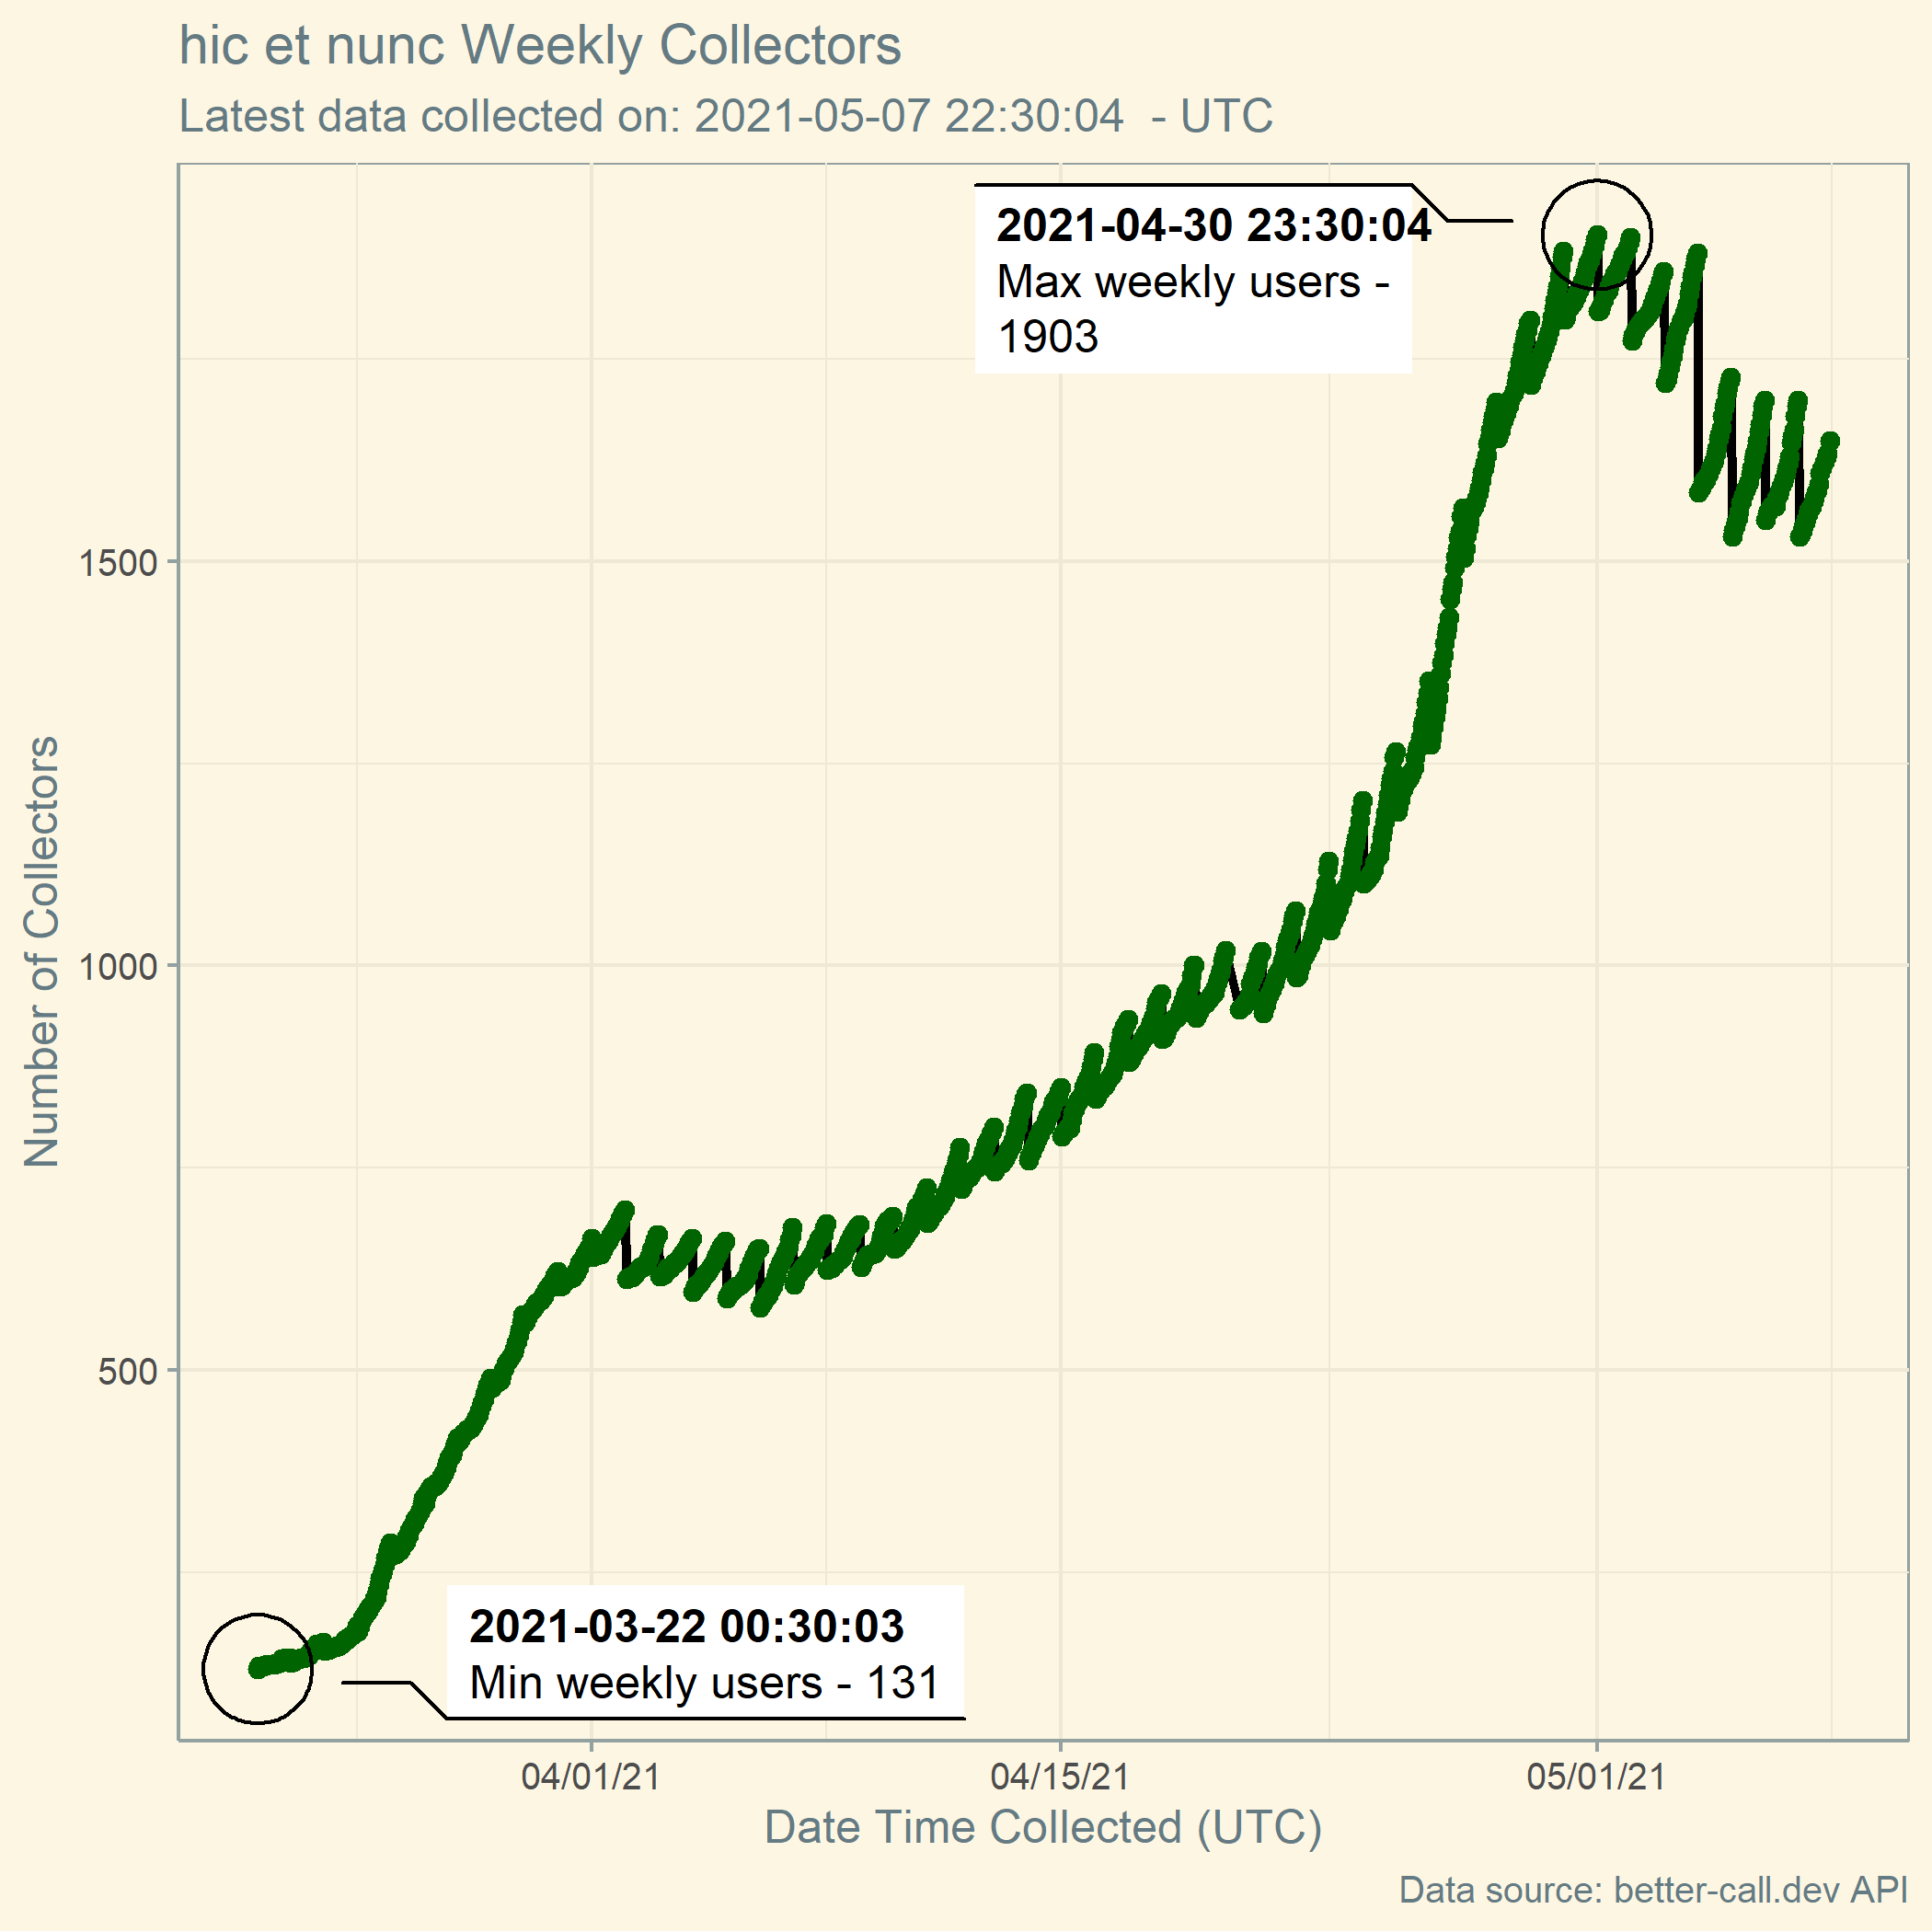 hic et nunc Weekly Collectors
Latest data collected on: 2021-05-07 22:30:04  - UTC
2021-04-30 23:30:04
Max weekly users -
1903
Number of Collectors
1500
1000
500
2021-03-22 00:30:03
Min weekly users - 131
04/01/21
04/15/21
05/01/21
Date Time Collected (UTC)
Data source: better-call.dev API